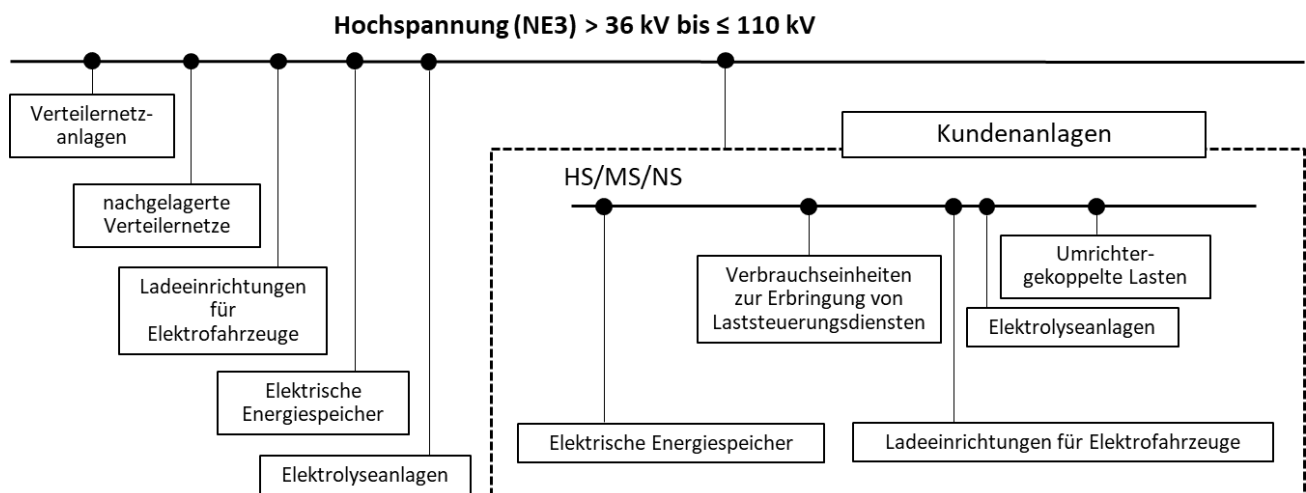 Hochspannung (NE3) > 36 kV bis ≤ 110 kV
Verteilernetz-
anlagen
nachgelagerte
Verteilernetze
Ladeeinrichtungen
für
Elektrofahrzeuge
Elektrische
Energiespeicher
Elektrolyseanlagen
Kundenanlagen
HS/MS/NS
Elektrische Energiespeicher
Verbrauchseinheiten
zur Erbringung von
Laststeuerungsdiensten
Ladeeinrichtungen für Elektrofahrzeuge
Elektrolyseanlagen
Umrichter-
gekoppelte Lasten